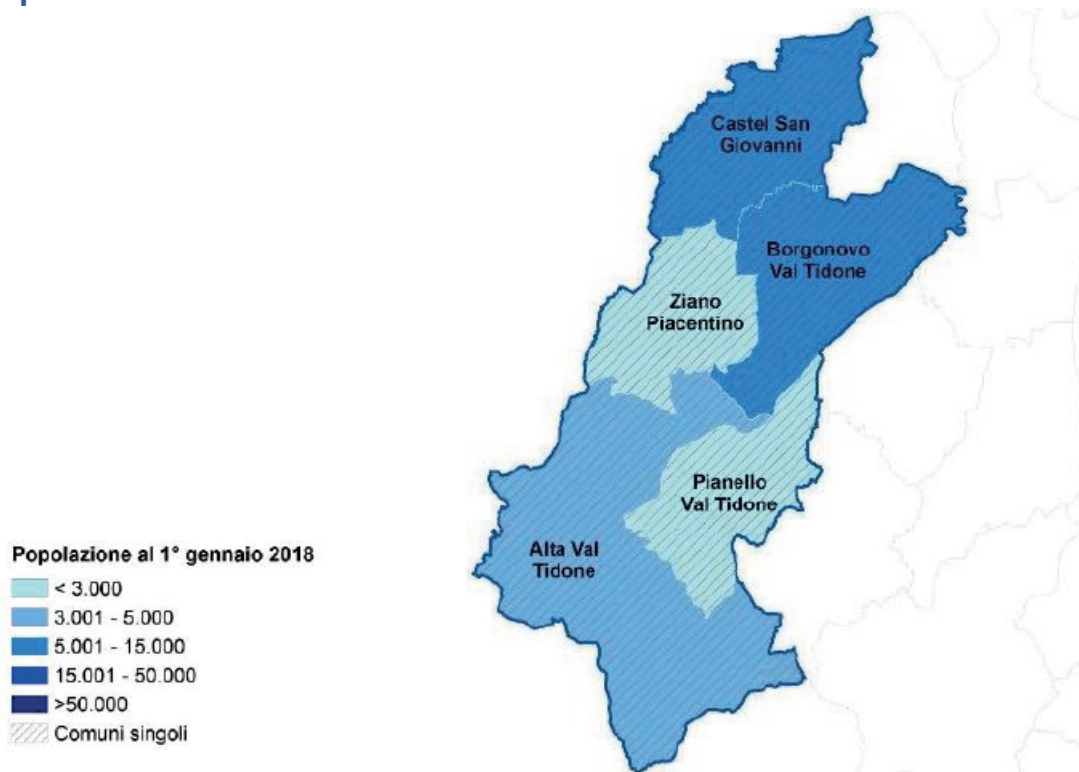 Castel San
Giovanni
Borgonovo
Val Tidone
Ziano
Piacentino
Pianello
Val Tidone
Alta Val
Tidone
Popolazione al 1° gennaio 2018
< 3.000
3.001 - 5.000
5.001 - 15.000
15.001 - 50.000
>50.000
Comuni singoli